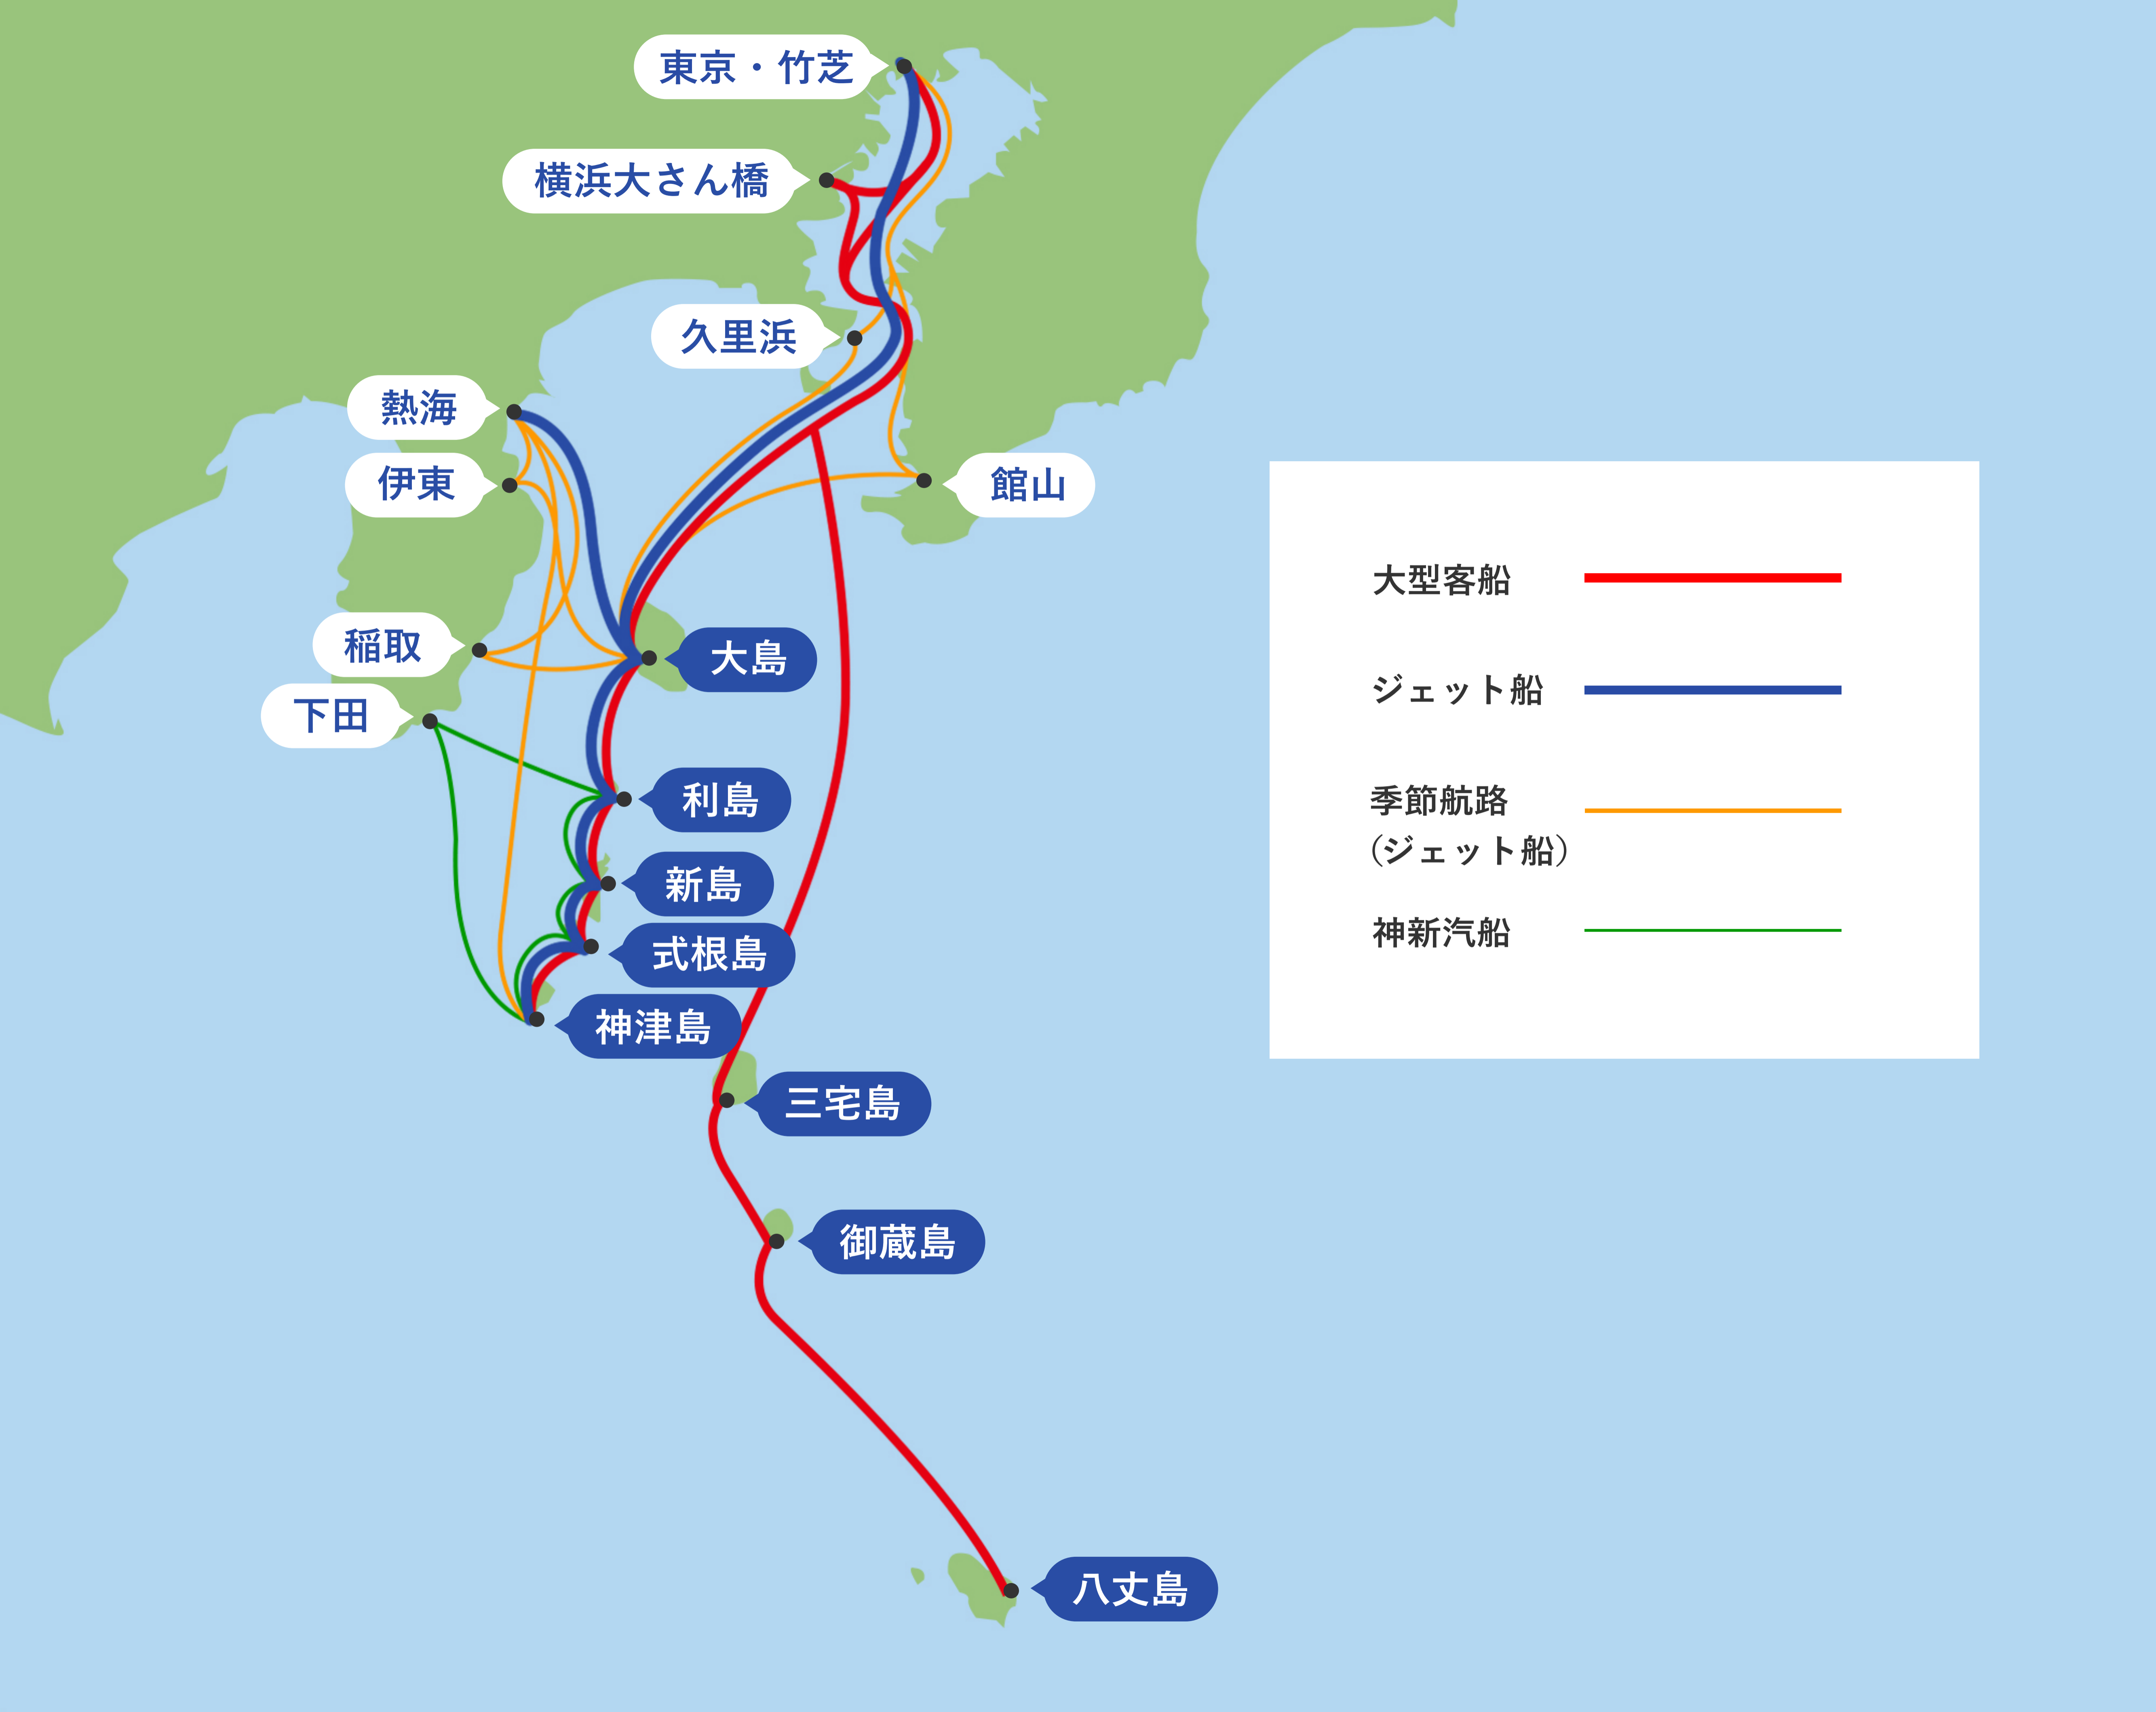 東京・竹芝
横浜大さん橋
久里浜
熱海
伊東
館山
稲取
下田
大島
利島
新島
式根島
神津島
三宅島
御蔵島
八丈島
大型客船
ジェット船
季節航路
（ジェット船）
神新汽船